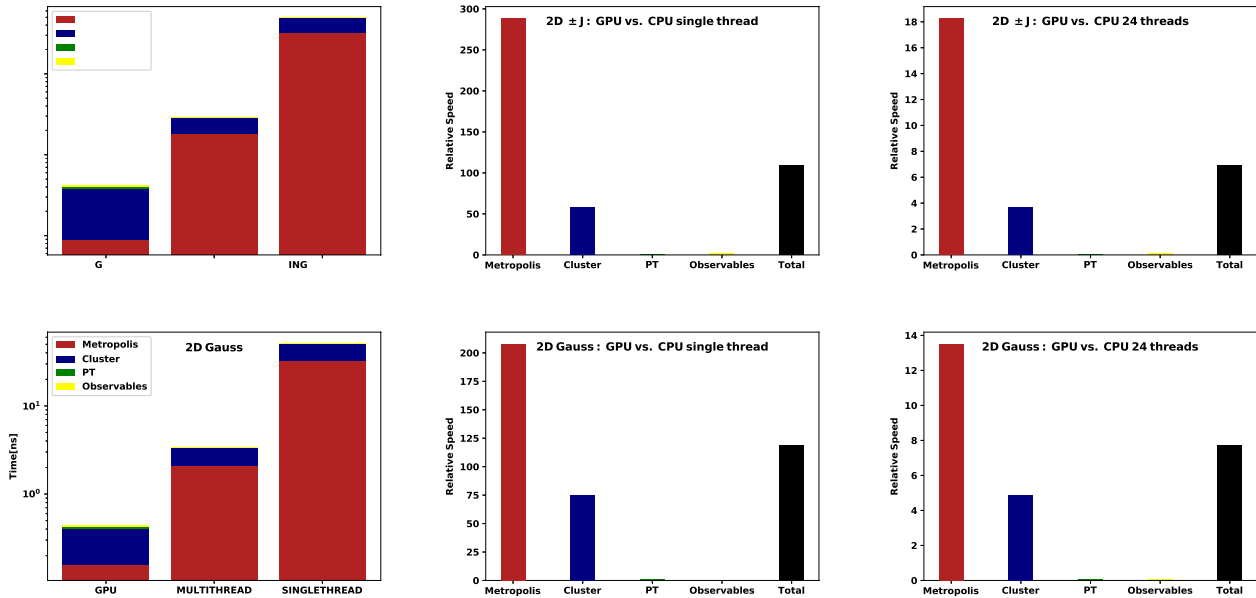 2D ±J: GPU vs. CPU single thread
Relative Speed
300
250
200
150
100
50
0
Metropolis Cluster PT Observables Total
2D ±J: GPU vs. CPU 24 threads
Relative Speed
18
16
14
12
10
8
6
4
2
0
Metropolis Cluster PT Observables Total
G ING
2D Gauss
Metropolis
Cluster
PT
Observables
Time[ns]
10¹
10⁰
GPU MULTITHREAD SINGLETHREAD
2D Gauss: GPU vs. CPU single thread
Relative Speed
200
175
150
125
100
75
50
25
0
Metropolis Cluster PT Observables Total
2D Gauss: GPU vs. CPU 24 threads
Relative Speed
14
12
10
8
6
4
2
0
Metropolis Cluster PT Observables Total